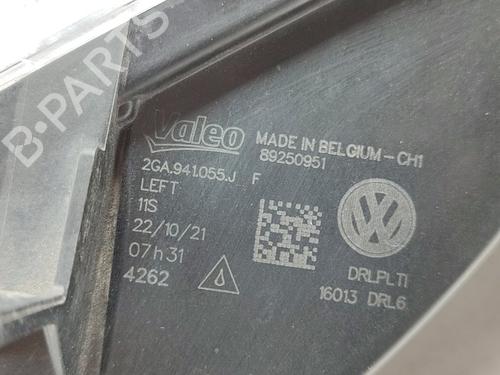 B-PARTS
Valeo MADE IN BELGIUM-CH1
89250951
2GA.941.055.J F
LEFT
11S
22/10/21
07h31
4262
DRLPLTI
16013 DRL6